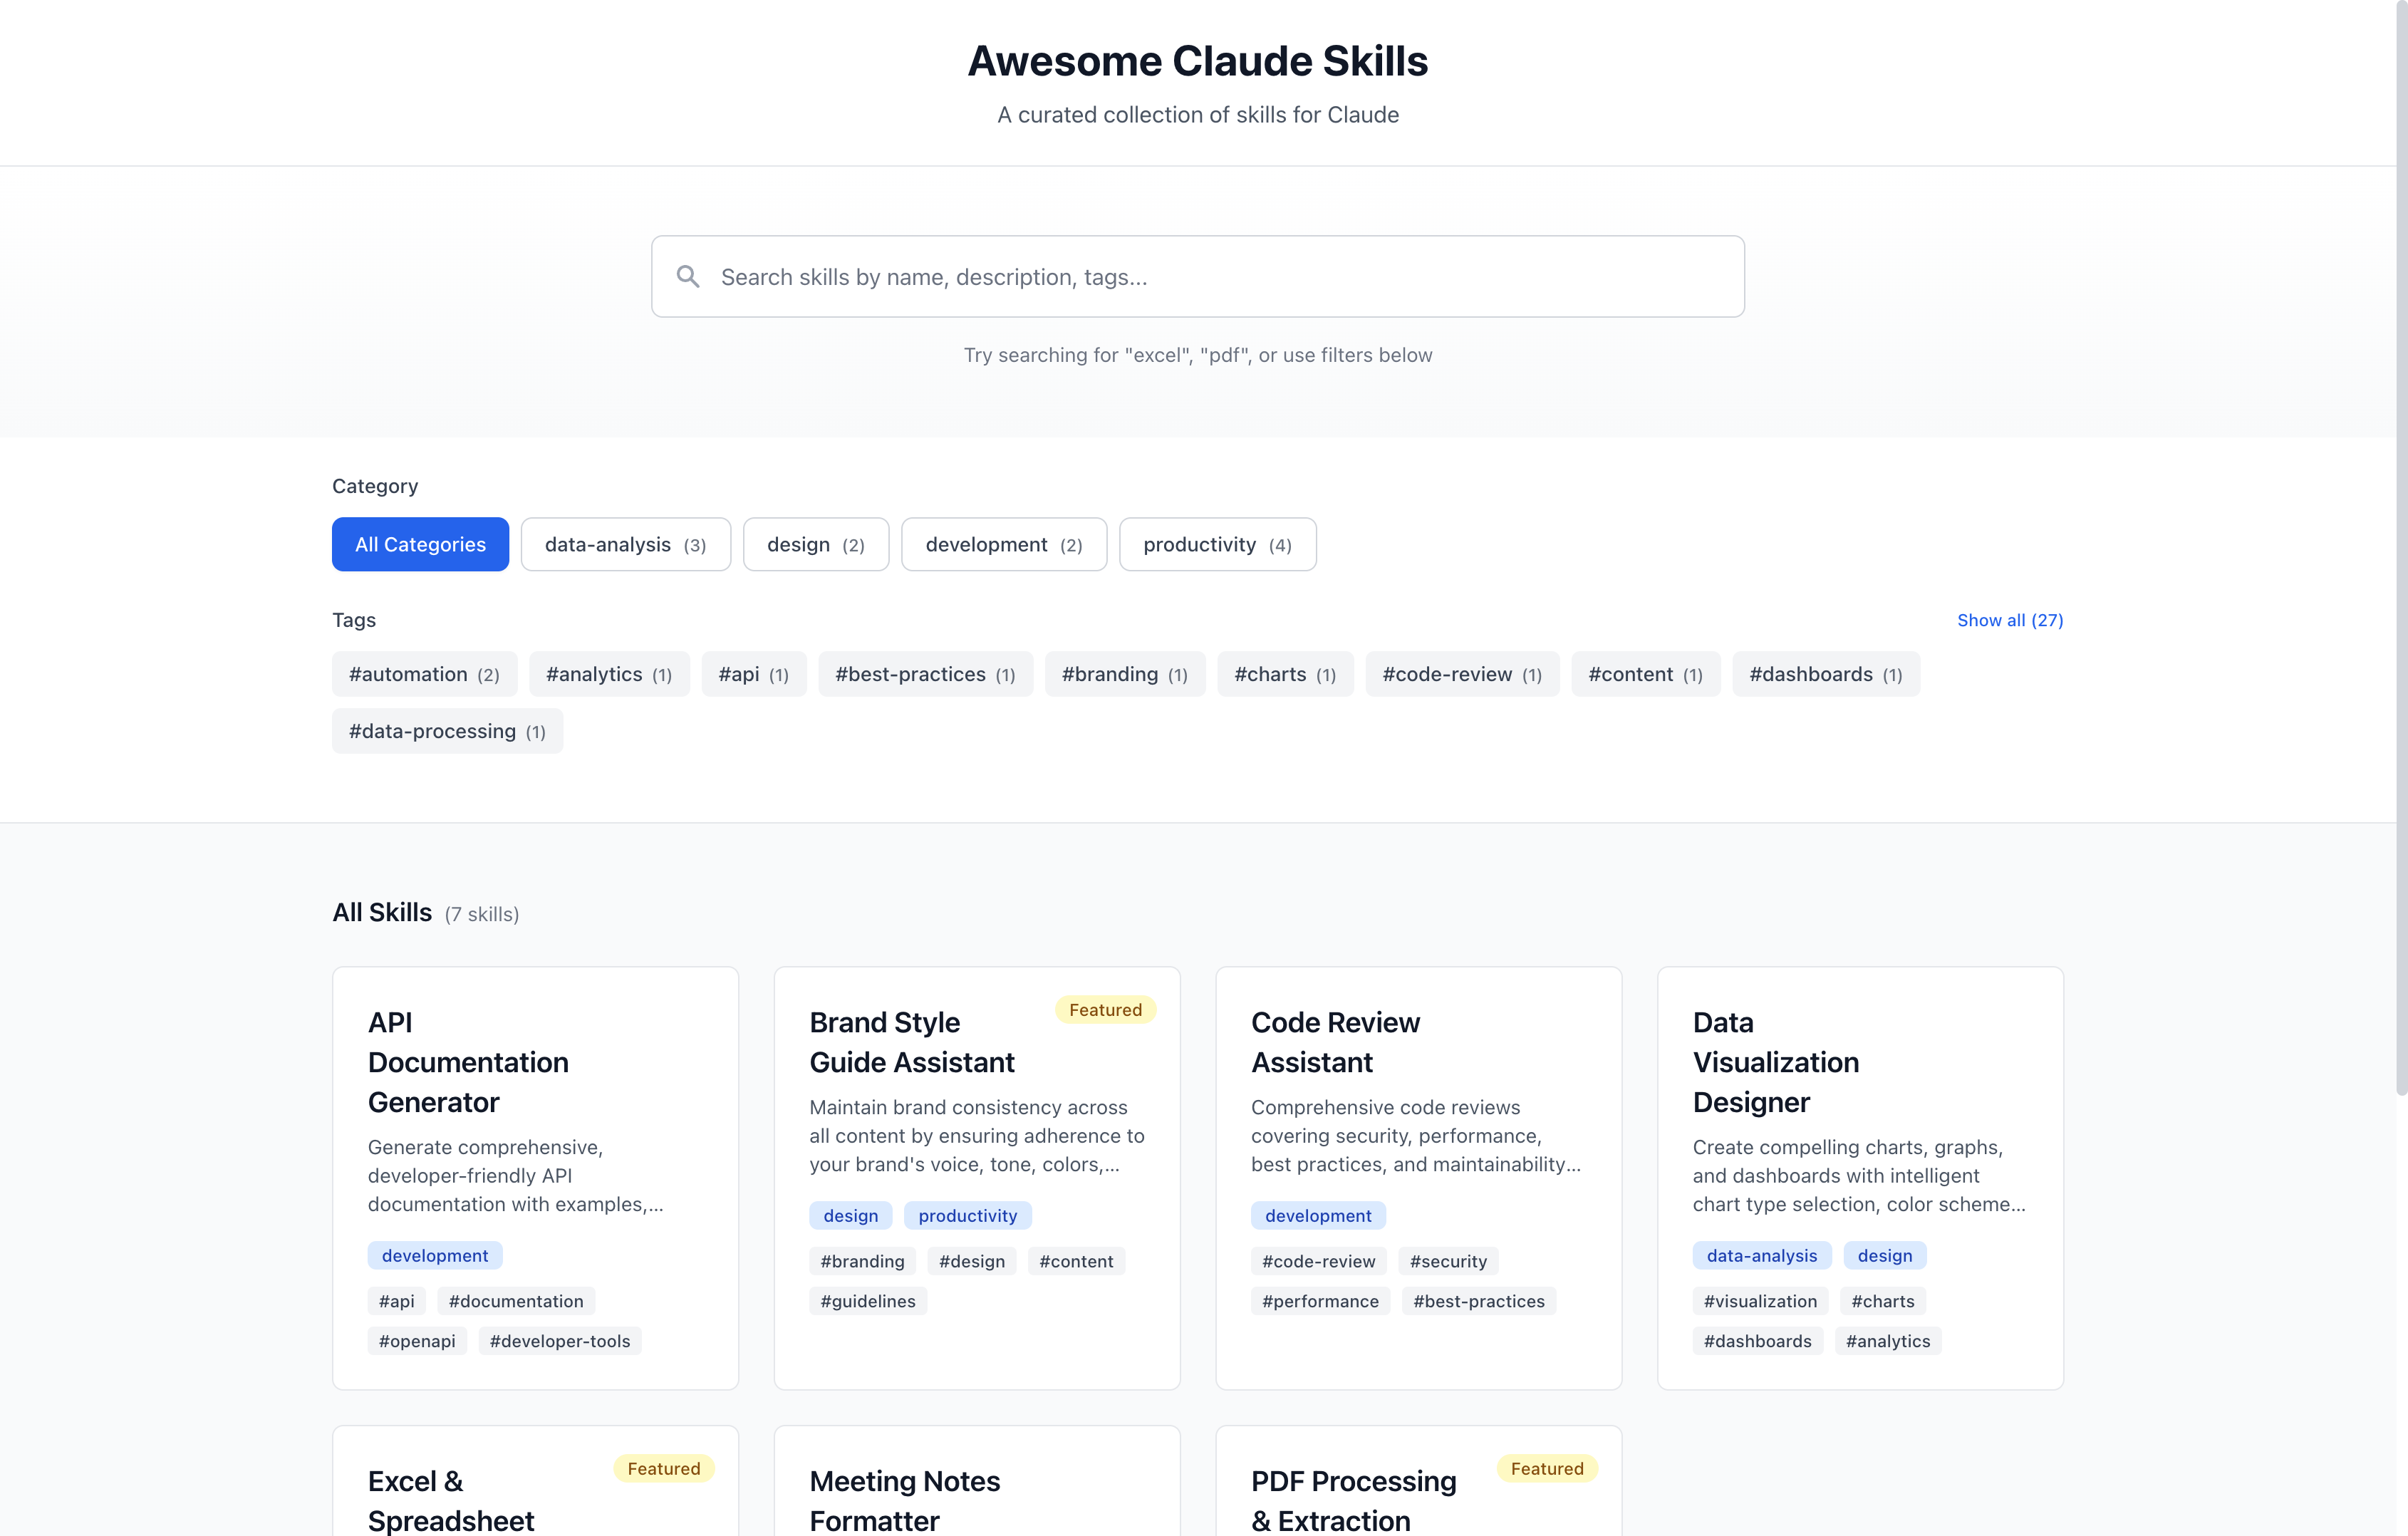 Awesome Claude Skills
A curated collection of skills for Claude
Search skills by name, description, tags...
Try searching for "excel", "pdf", or use filters below
Category
All Categories
data-analysis (3)
design (2)
development (2)
productivity (4)
Tags
Show all (27)
#automation (2)
#analytics (1)
#api (1)
#best-practices (1)
#branding (1)
#charts (1)
#code-review (1)
#content (1)
#dashboards (1)
#data-processing (1)
All Skills (7 skills)
API
Documentation
Generator
Generate comprehensive,
developer-friendly API
documentation with examples,...
development
#api #documentation
#openapi #developer-tools
Featured
Brand Style
Guide Assistant
Maintain brand consistency across
all content by ensuring adherence to
your brand's voice, tone, colors,...
design productivity
#branding #design #content
#guidelines
Code Review
Assistant
Comprehensive code reviews
covering security, performance,
best practices, and maintainability...
development
#code-review #security
#performance #best-practices
Data
Visualization
Designer
Create compelling charts, graphs,
and dashboards with intelligent
chart type selection, color scheme...
data-analysis design
#visualization #charts
#dashboards #analytics
Featured
Excel &
Spreadsheet
Meeting Notes
Formatter
Featured
PDF Processing
& Extraction